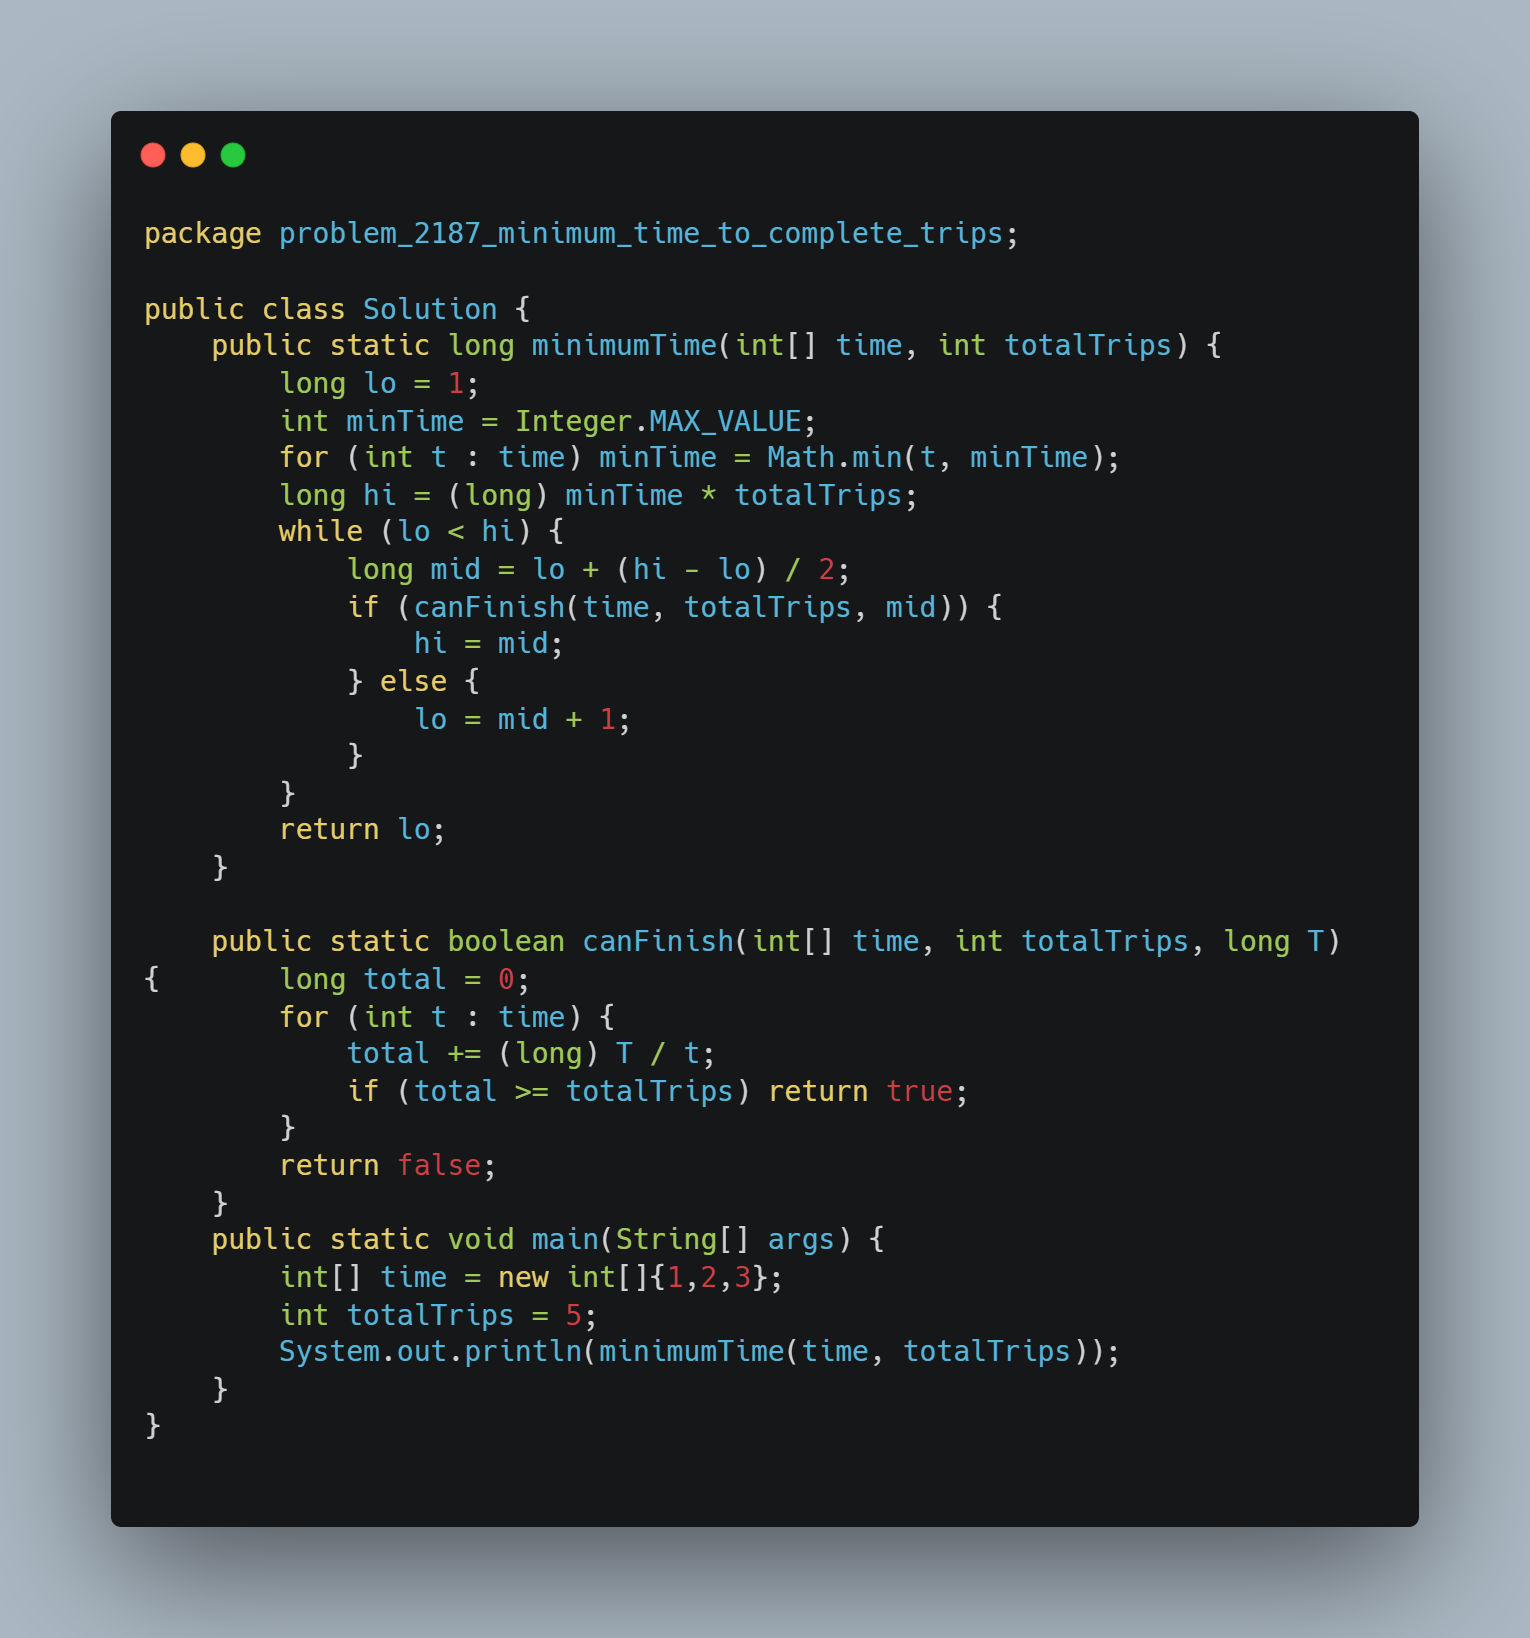 package problem_2187_minimum_time_to_complete_trips;

public class Solution {
    public static long minimumTime(int[] time, int totalTrips) {
        long lo = 1;
        int minTime = Integer.MAX_VALUE;
        for (int t : time) minTime = Math.min(t, minTime);
        long hi = (long) minTime * totalTrips;
        while (lo < hi) {
            long mid = lo + (hi - lo) / 2;
            if (canFinish(time, totalTrips, mid)) {
                hi = mid;
            } else {
                lo = mid + 1;
            }
        }
        return lo;
    }

    public static boolean canFinish(int[] time, int totalTrips, long T)
{       long total = 0;
        for (int t : time) {
            total += (long) T / t;
            if (total >= totalTrips) return true;
        }
        return false;
    }
    public static void main(String[] args) {
        int[] time = new int[]{1,2,3};
        int totalTrips = 5;
        System.out.println(minimumTime(time, totalTrips));
    }
}